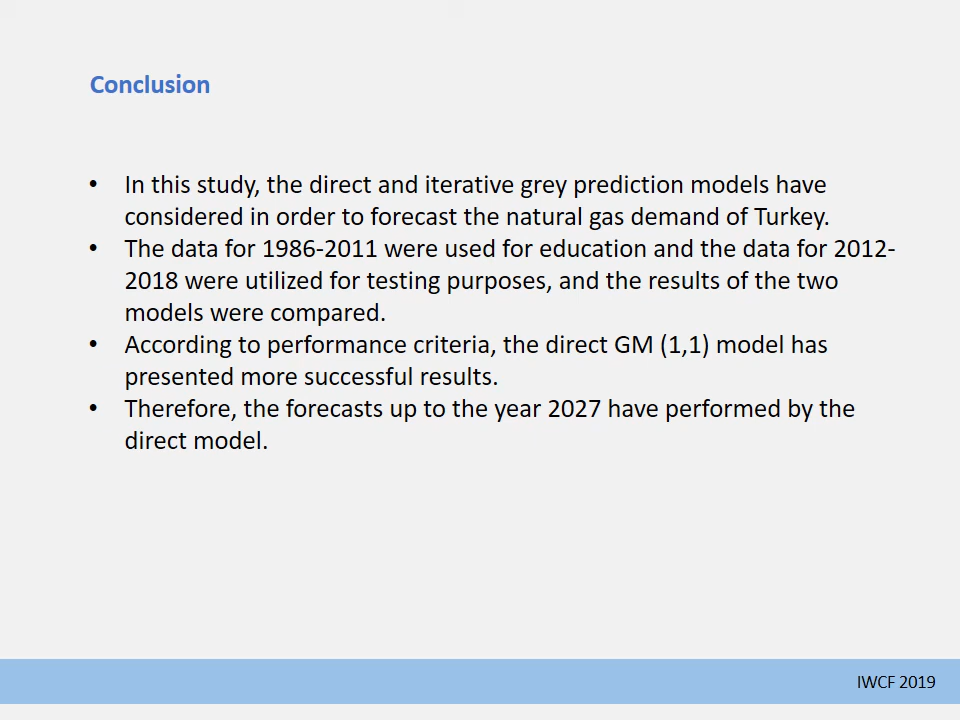 Conclusion
• In this study, the direct and iterative grey prediction models have
considered in order to forecast the natural gas demand of Turkey.
• The data for 1986-2011 were used for education and the data for 2012-
2018 were utilized for testing purposes, and the results of the two
models were compared.
• According to performance criteria, the direct GM (1,1) model has
presented more successful results.
• Therefore, the forecasts up to the year 2027 have performed by the
direct model.
IWCF 2019